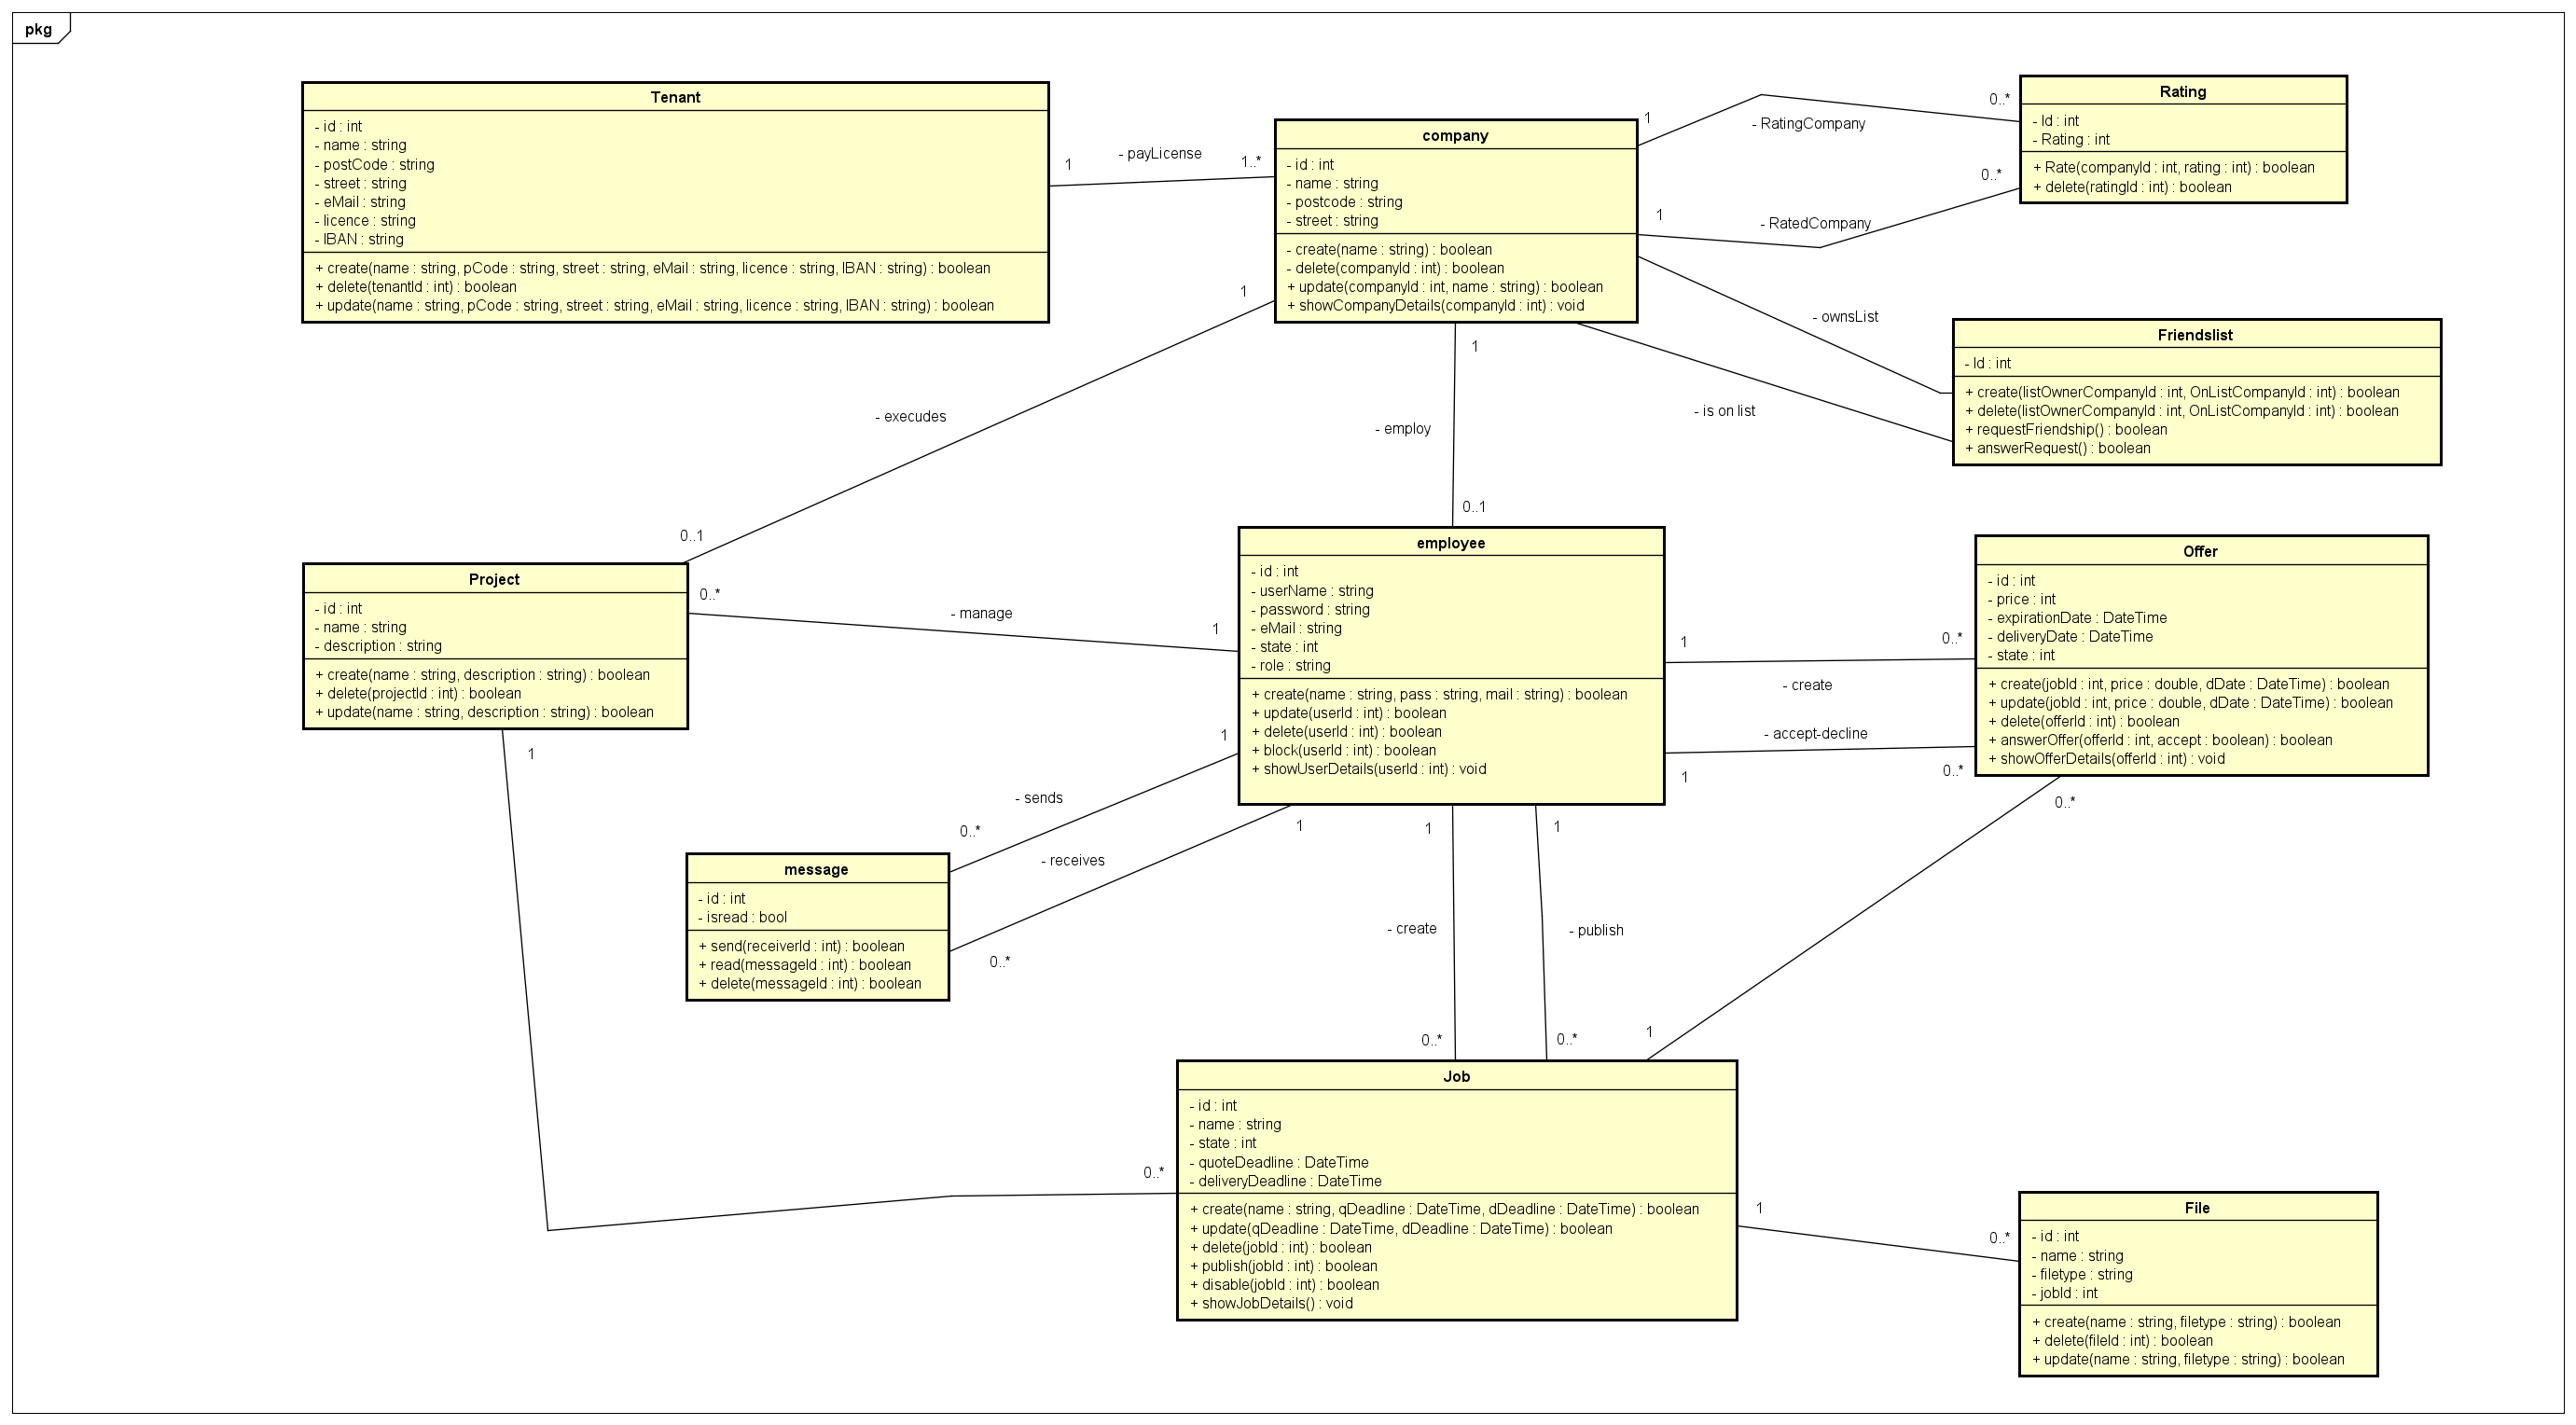 pkg
Tenant
- id : int
- name : string
- postCode : string
- street : string
- eMail : string
- licence : string
- IBAN : string
+ create(name : string, pCode : string, street : string, eMail : string, licence : string, IBAN : string) : boolean
+ delete(tenantId : int) : boolean
+ update(name : string, pCode : string, street : string, eMail : string, licence : string, IBAN : string) : boolean
1
- payLicense
1..*
company
- id : int
- name : string
- postcode : string
- street : string
- create(name : string) : boolean
- delete(companyId : int) : boolean
+ update(companyId : int, name : string) : boolean
+ showCompanyDetails(companyId : int) : void
1
- RatingCompany
0..*
1
- RatedCompany
0..*
Rating
- Id : int
- Rating : int
+ Rate(companyId : int, rating : int) : boolean
+ delete(ratingId : int) : boolean
- ownsList
- is on list
Friendslist
- Id : int
+ create(listOwnerCompanyId : int, OnListCompanyId : int) : boolean
+ delete(listOwnerCompanyId : int, OnListCompanyId : int) : boolean
+ requestFriendship() : boolean
+ answerRequest() : boolean
1
- execudes
0..1
1
- employ
0..1
Project
- id : int
- name : string
- description : string
+ create(name : string, description : string) : boolean
+ delete(projectId : int) : boolean
+ update(name : string, description : string) : boolean
0..*
- manage
1
employee
- id : int
- userName : string
- password : string
- eMail : string
- state : int
- role : string
+ create(name : string, pass : string, mail : string) : boolean
+ update(userId : int) : boolean
+ delete(userId : int) : boolean
+ block(userId : int) : boolean
+ showUserDetails(userId : int) : void
1
- create
0..*
- accept-decline
1
0..*
Offer
- id : int
- price : int
- expirationDate : DateTime
- deliveryDate : DateTime
- state : int
+ create(jobId : int, price : double, dDate : DateTime) : boolean
+ update(jobId : int, price : double, dDate : DateTime) : boolean
+ delete(offerId : int) : boolean
+ answerOffer(offerId : int, accept : boolean) : boolean
+ showOfferDetails(offerId : int) : void
1
1
- sends
0..*
1
- receives
0..*
message
- id : int
- isread : bool
+ send(receiverId : int) : boolean
+ read(messageId : int) : boolean
+ delete(messageId : int) : boolean
1
- create
0..*
1
- publish
0..*
0..*
1
0..*
Job
- id : int
- name : string
- state : int
- quoteDeadline : DateTime
- deliveryDeadline : DateTime
+ create(name : string, qDeadline : DateTime, dDeadline : DateTime) : boolean
+ update(qDeadline : DateTime, dDeadline : DateTime) : boolean
+ delete(jobId : int) : boolean
+ publish(jobId : int) : boolean
+ disable(jobId : int) : boolean
+ showJobDetails() : void
1
0..*
File
- id : int
- name : string
- filetype : string
- jobId : int
+ create(name : string, filetype : string) : boolean
+ delete(fileId : int) : boolean
+ update(name : string, filetype : string) : boolean